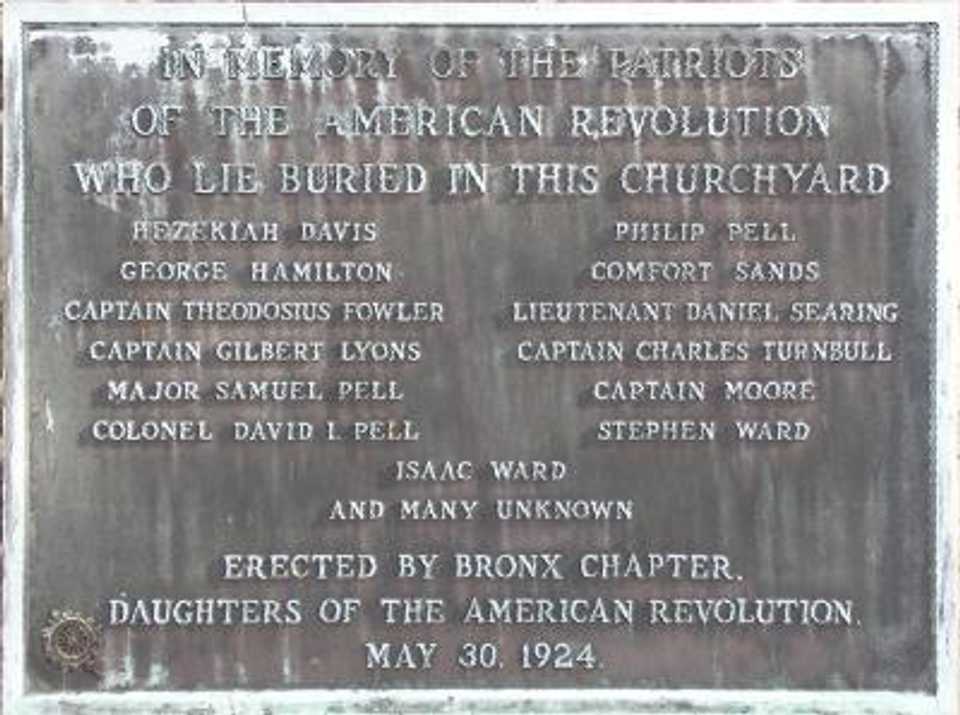 IN MEMORY OF THE PATRIOTS
OF THE AMERICAN REVOLUTION
WHO LIE BURIED IN THIS CHURCHYARD
HEZEKIAH DAVIS
GEORGE HAMILTON
CAPTAIN THEODOSIUS FOWLER
CAPTAIN GILBERT LYONS
MAJOR SAMUEL PELL
COLONEL DAVID I. PELL
PHILIP PELL
COMFORT SANDS
LIEUTENANT DANIEL SEARING
CAPTAIN CHARLES TURNBULL
CAPTAIN MOORE
STEPHEN WARD
ISAAC WARD
AND MANY UNKNOWN
ERECTED BY BRONX CHAPTER,
DAUGHTERS OF THE AMERICAN REVOLUTION.
MAY 30, 1924.